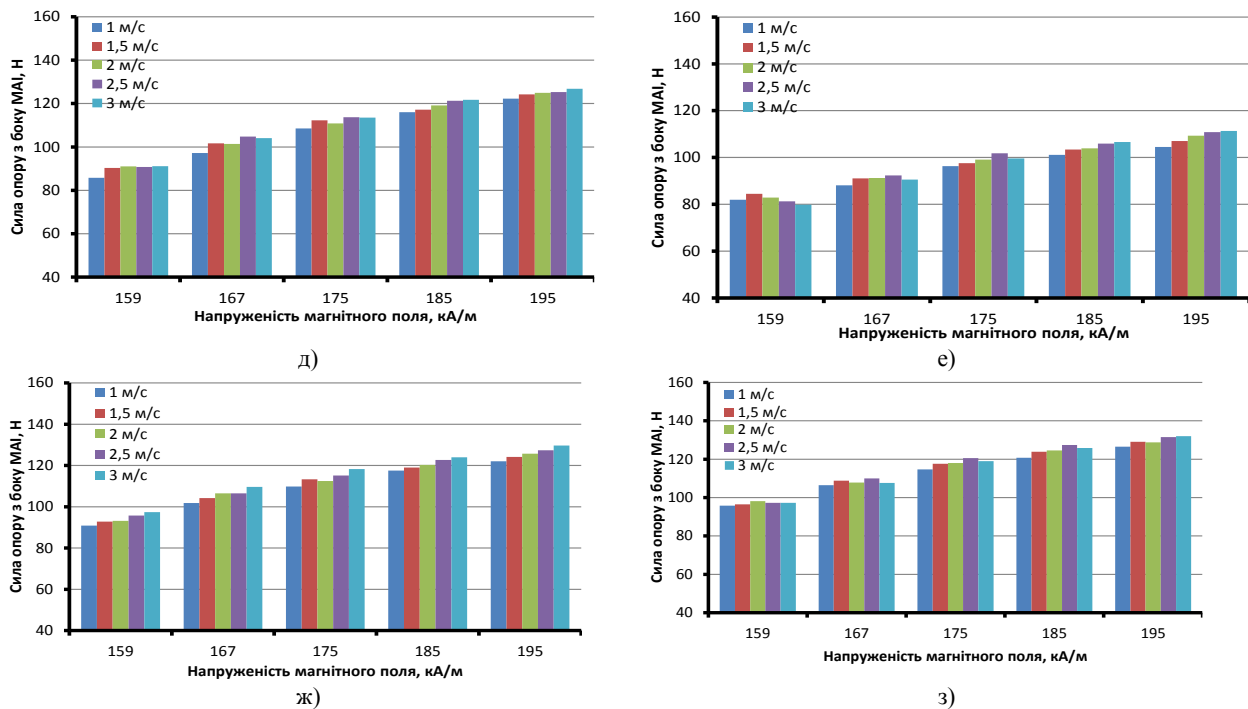 Сила опору з боку МАІ, Н
160
140
120
100
80
60
40
1 м/с
1,5 м/с
2 м/с
2,5 м/с
3 м/с
159 167 175 185 195
Напруженість магнітного поля, кА/м
д)
Сила опору з боку МАІ, Н
160
140
120
100
80
60
40
1 м/с
1,5 м/с
2 м/с
2,5 м/с
3 м/с
159 167 175 185 195
Напруженість магнітного поля, кА/м
е)
Сила опору з боку МАІ, Н
160
140
120
100
80
60
40
1 м/с
1,5 м/с
2 м/с
2,5 м/с
3 м/с
159 167 175 185 195
Напруженість магнітного поля, кА/м
ж)
Сила опору з боку МАІ, Н
160
140
120
100
80
60
40
1 м/с
1,5 м/с
2 м/с
2,5 м/с
3 м/с
159 167 175 185 195
Напруженість магнітного поля, кА/м
з)